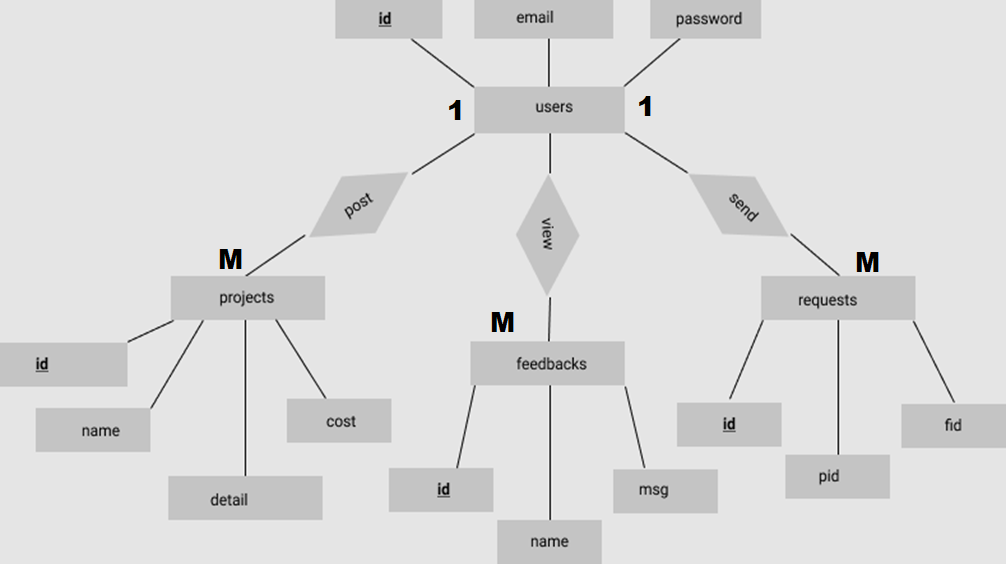 id
email
password
1
users
1
post
view
send
M
projects
M
requests
M
feedbacks
id
name
cost
detail
id
msg
name
id
fid
pid